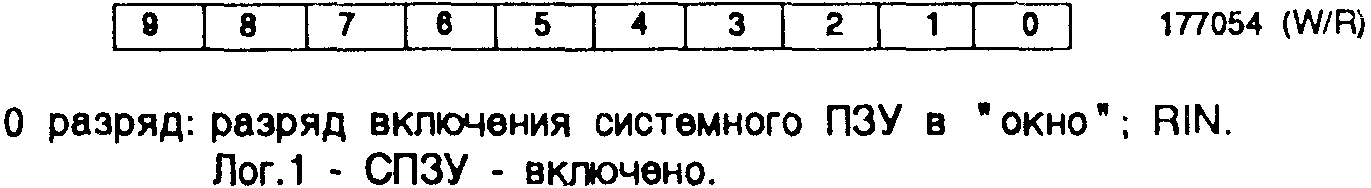 9 8 7 6 5 4 3 2 1 0 177054 (W/R)
0 разряд: разряд включения системного ПЗУ в "окно"; RIN.
Лог.1 - СПЗУ - включено.